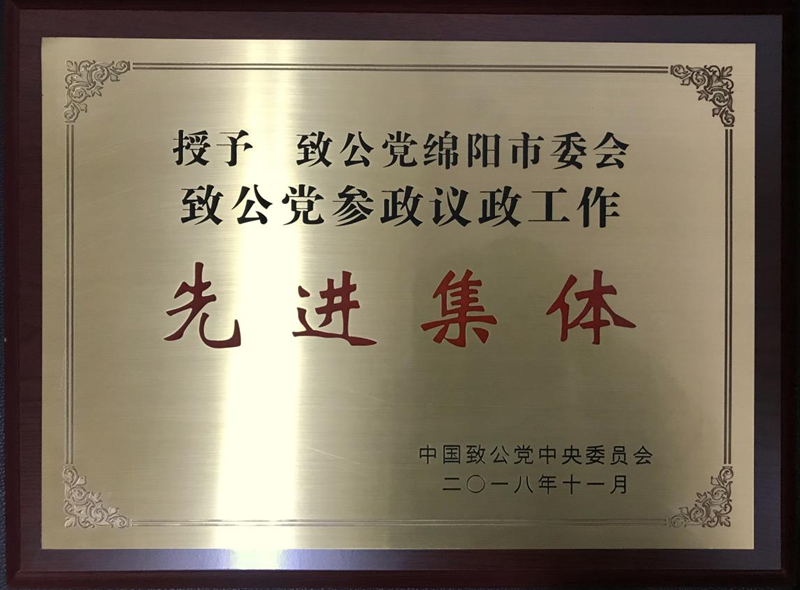 授予 致公党绵阳市委会
致公党参政议政工作
先进集体
中国致公党中央委员会
二〇一八年十一月